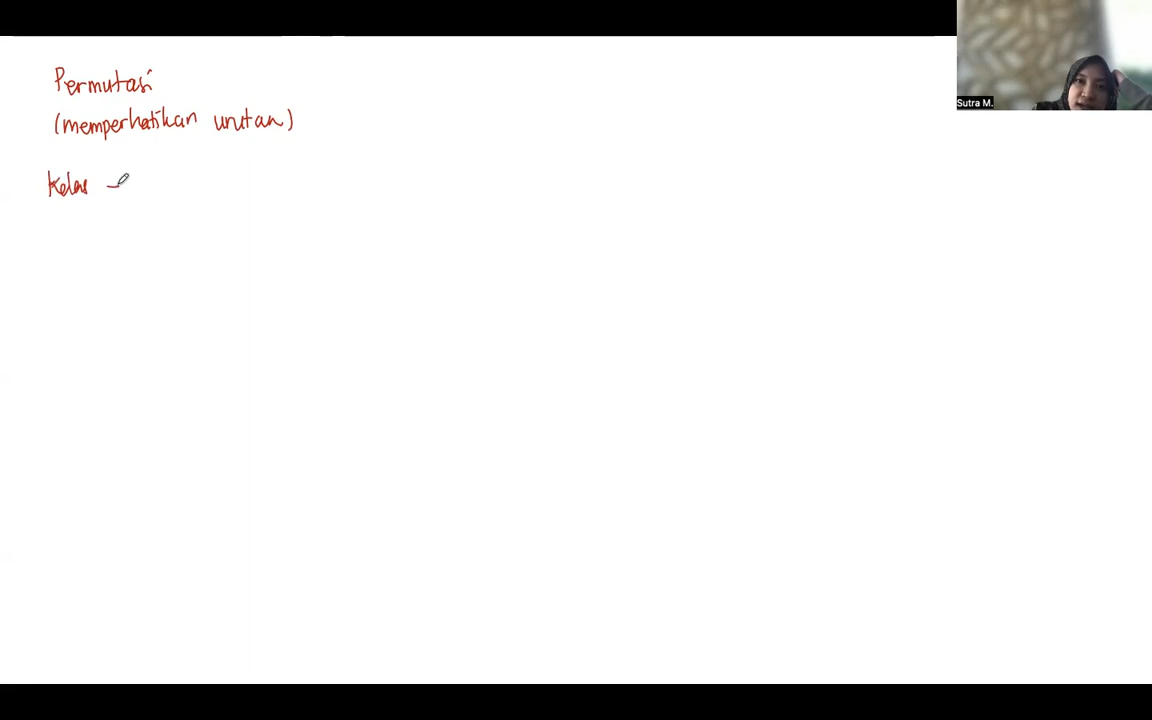 Permutasi
(memperhatikan urutan)
Kelas →
Sutra M.